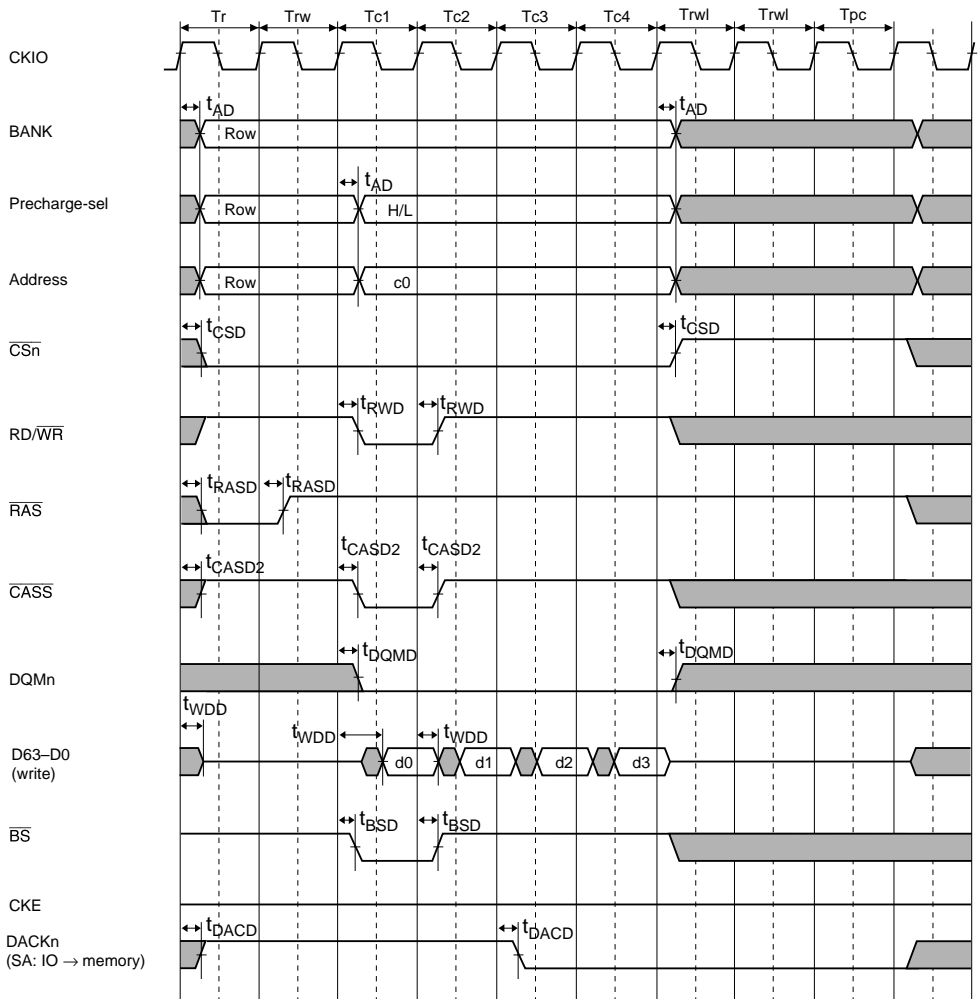 Tr Trw Tc1 Tc2 Tc3 Tc4 Trwl Trwl Tpc
CKIO
tAD tAD
BANK Row
tAD
Precharge-sel Row H/L
Address Row c0
tCSD tCSD
CSn
tRWD tRWD
RD/WR
tRASD tRASD
RAS
tCASD2 tCASD2 tCASD2
CASS
tDQMD tDQMD
DQMn
tWDD tWDD tWDD
D63–D0 d0 d1 d2 d3
(write)
tBSD tBSD
BS
CKE
tDACD tDACD
DACKn
(SA: IO → memory)